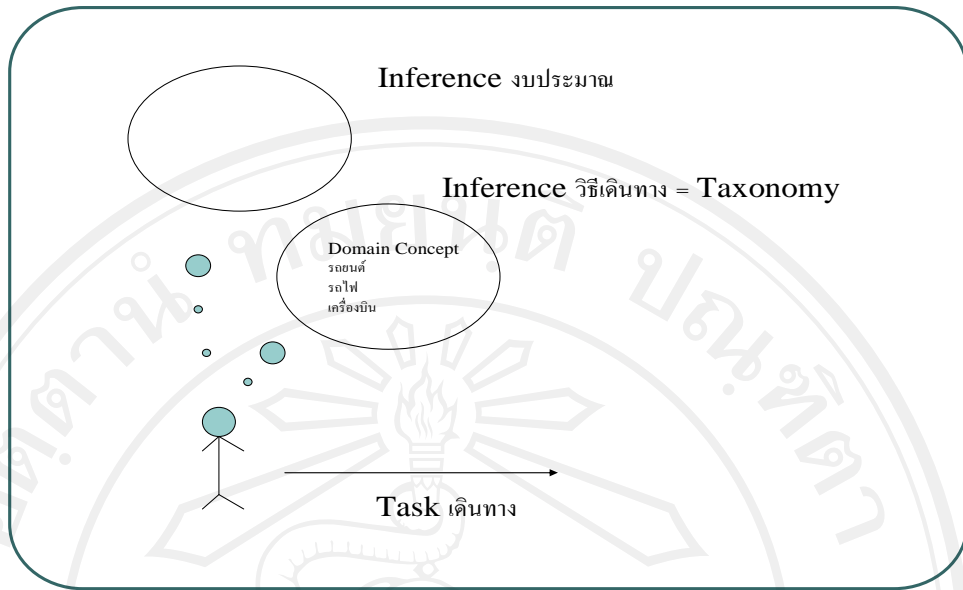 Inference งบประมาณ
Inference วิธีเดินทาง = Taxonomy
Domain Concept
รถยนต์
รถไฟ
เครื่องบิน
Task เดินทาง